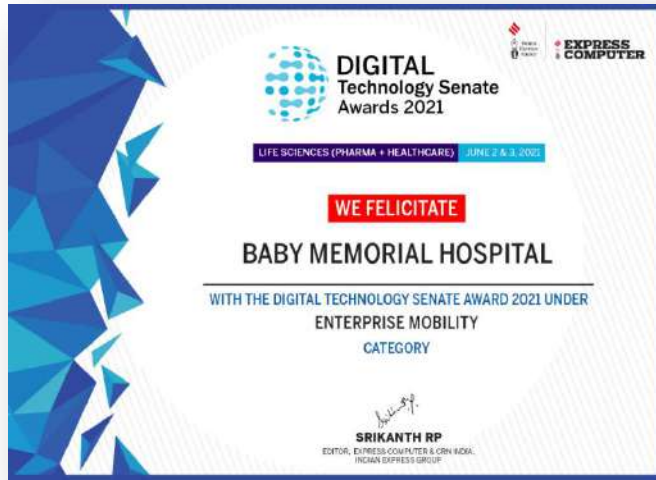 EXPRESS
COMPUTER
DIGITAL
Technology Senate
Awards 2021
LIFE SCIENCES (PHARMA + HEALTHCARE) JUNE 2 & 3, 2021
WE FELICITATE
BABY MEMORIAL HOSPITAL
WITH THE DIGITAL TECHNOLOGY SENATE AWARD 2021 UNDER
ENTERPRISE MOBILITY
CATEGORY
SRIKANTH RP
EDITOR, EXPRESS COMPUTER & CRN INDIA,
INDIAN EXPRESS GROUP